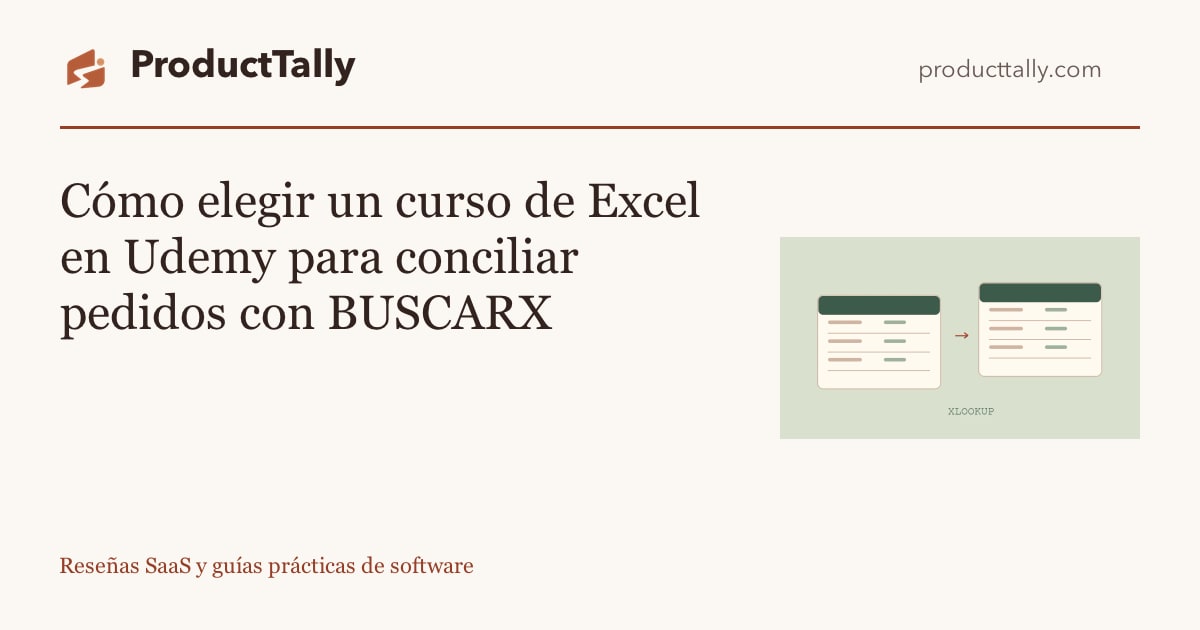 ProductTally
producttally.com
Cómo elegir un curso de Excel
en Udemy para conciliar
pedidos con BUSCARX
→
XLOOKUP
Reseñas SaaS y guías prácticas de software